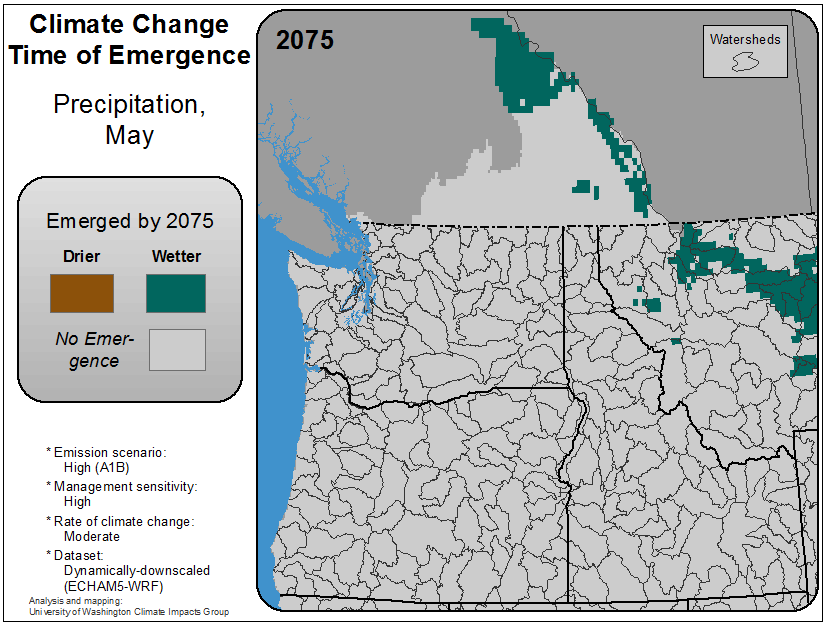 Climate Change
Time of Emergence
Precipitation,
May
Emerged by 2075
Drier
Wetter
No Emer-
gence
* Emission scenario:
High (A1B)
* Management sensitivity:
High
* Rate of climate change:
Moderate
* Dataset:
Dynamically-downscaled
(ECHAM5-WRF)
Analysis and mapping:
University of Washington Climate Impacts Group
2075
Watersheds